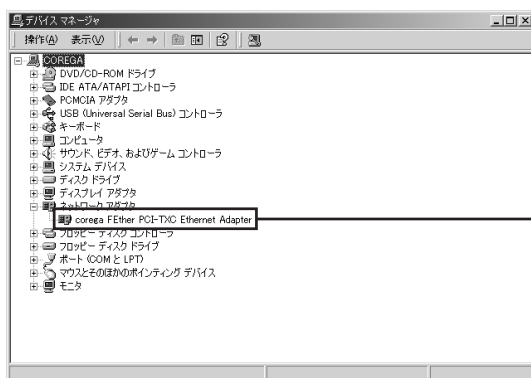 デバイス マネージャ
操作(A) 表示(V)
COREGA
DVD/CD-ROM ドライブ
IDE ATA/ATAPI コントローラ
PCMCIA アダプタ
USB (Universal Serial Bus) コントローラ
キーボード
コンピュータ
サウンド、ビデオ、およびゲーム コントローラ
システム デバイス
ディスク ドライブ
ディスプレイ アダプタ
ネットワーク アダプタ
corega FEther PCI-TXC Ethernet Adapter
フロッピー ディスク コントローラ
フロッピー ディスク ドライブ
ポート (COM と LPT)
マウスとそのほかのポインティング デバイス
モニタ